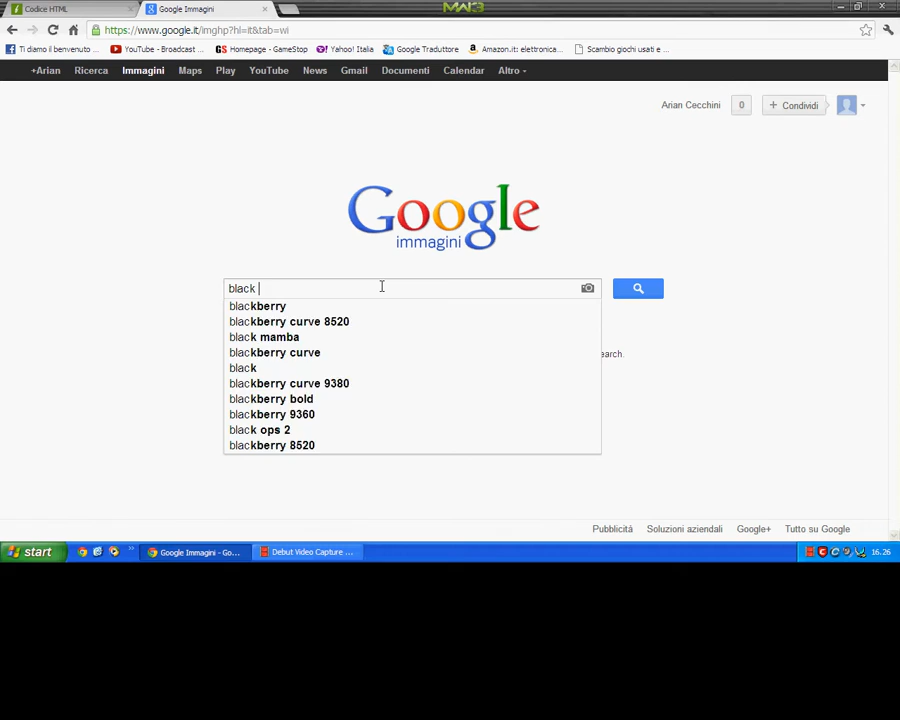 Codice HTML
Google Immagini
MW3
https://www.google.it/imghp?hl=it&tab=wi
Ti diamo il benvenuto ...
YouTube - Broadcast ...
Homepage - GameStop
Yahoo! Italia
Google Traduttore
Amazon.it: elettronica...
Scambio giochi usati e ...
+Arian Ricerca Immagini Maps Play YouTube News Gmail Documenti Calendar Altro
Arian Cecchini 0 + Condividi
Google
immagini
black
blackberry
blackberry curve 8520
black mamba
blackberry curve
black
blackberry curve 9380
blackberry bold
blackberry 9360
black ops 2
blackberry 8520
earch.
Pubblicità Soluzioni aziendali Google+ Tutto su Google
start
Google Immagini - Go...
Debut Video Capture ...
16.26